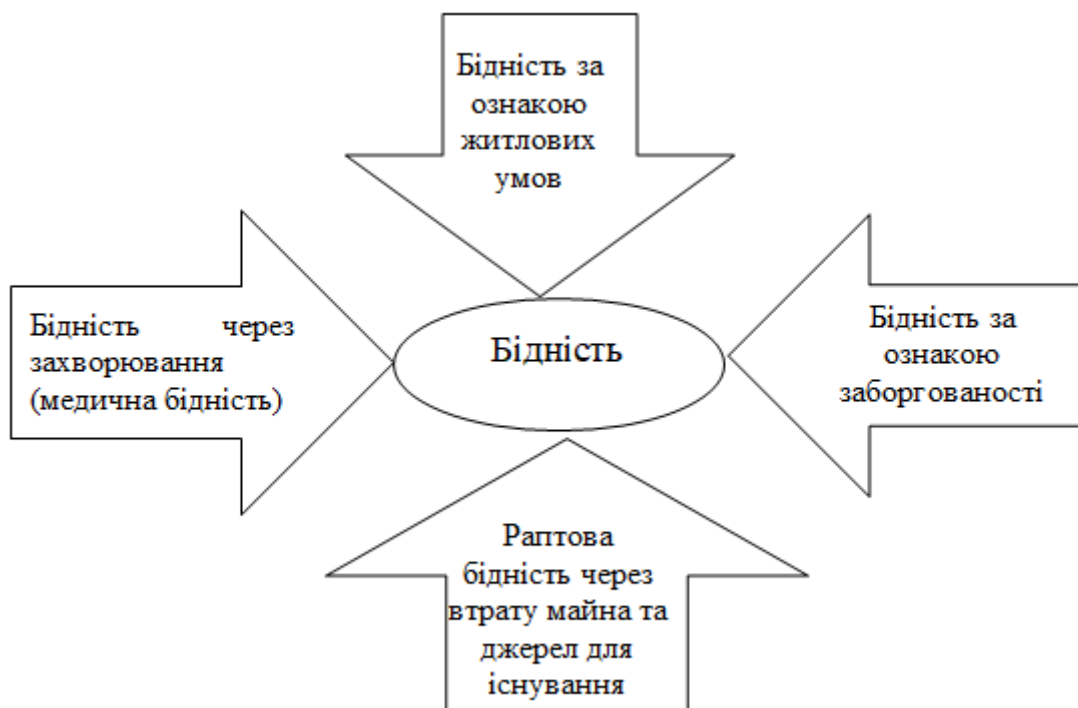 Бідність за
ознакою
житлових
умов
Бідність через
захворювання
(медична бідність)
Бідність
Бідність за
ознакою
заборгованості
Раптова
бідність через
втрату майна та
джерел для
існування